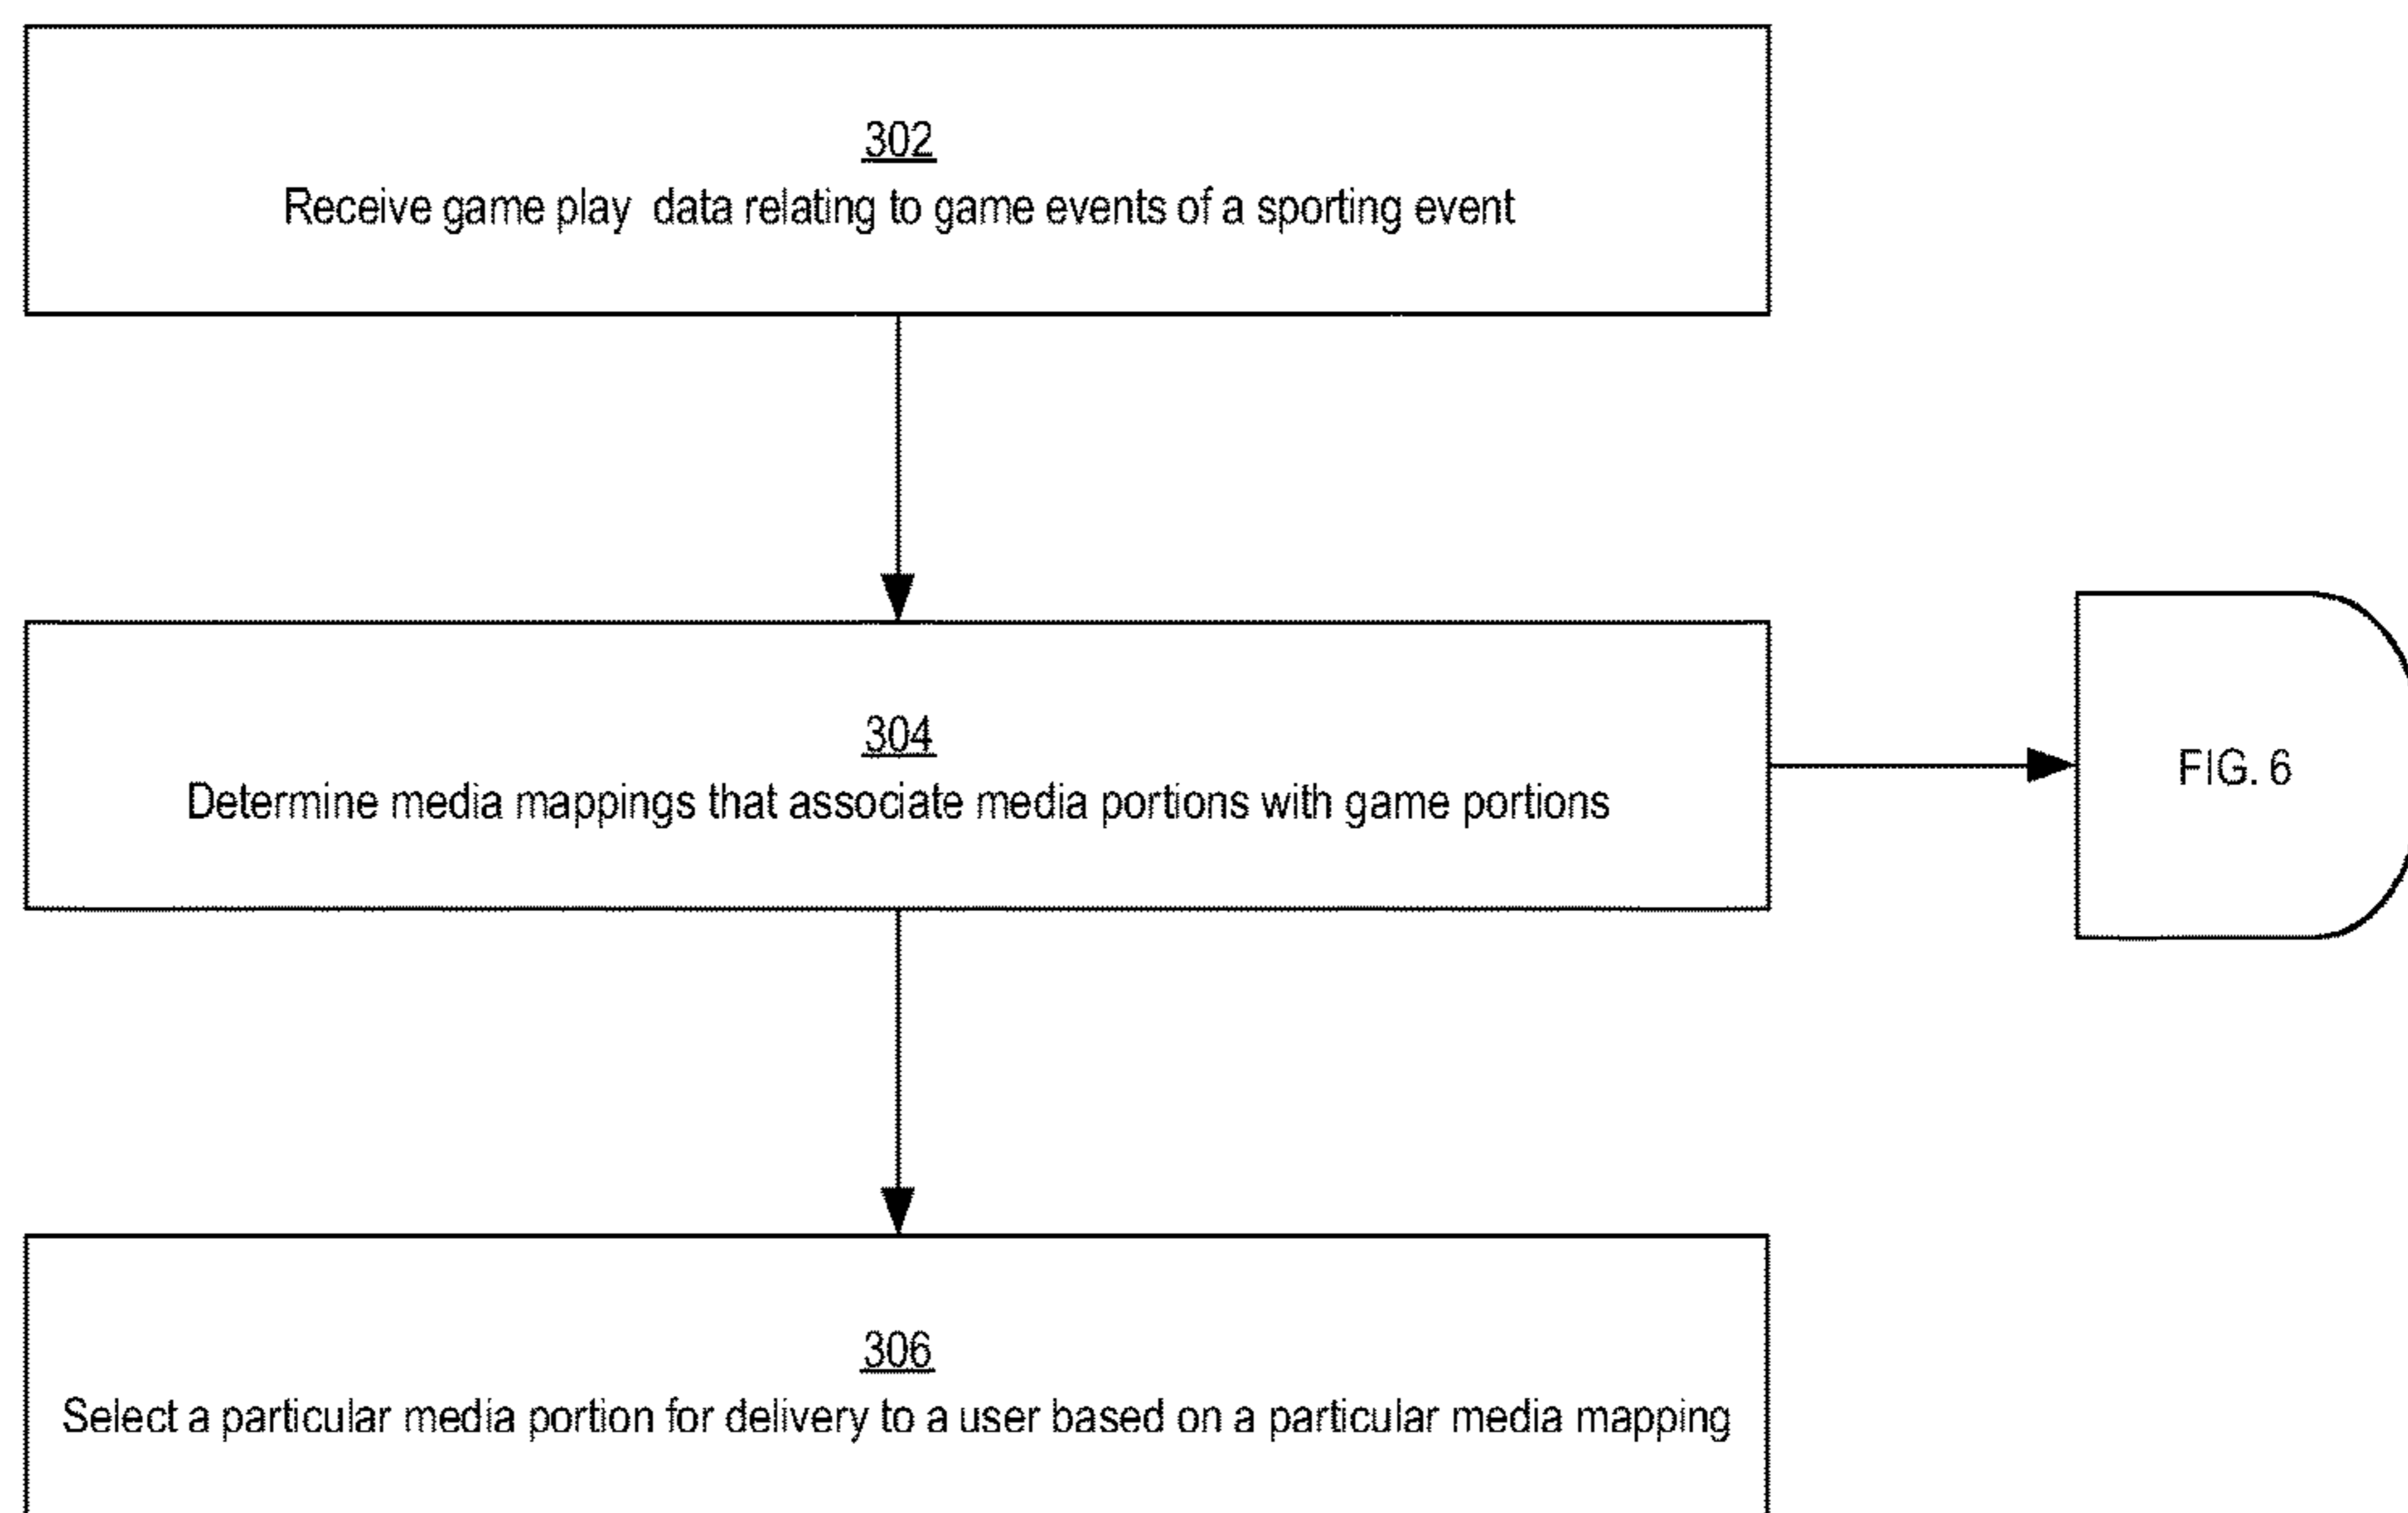 302
Receive game play data relating to game events of a sporting event
304
Determine media mappings that associate media portions with game portions
FIG. 6
306
Select a particular media portion for delivery to a user based on a particular media mapping